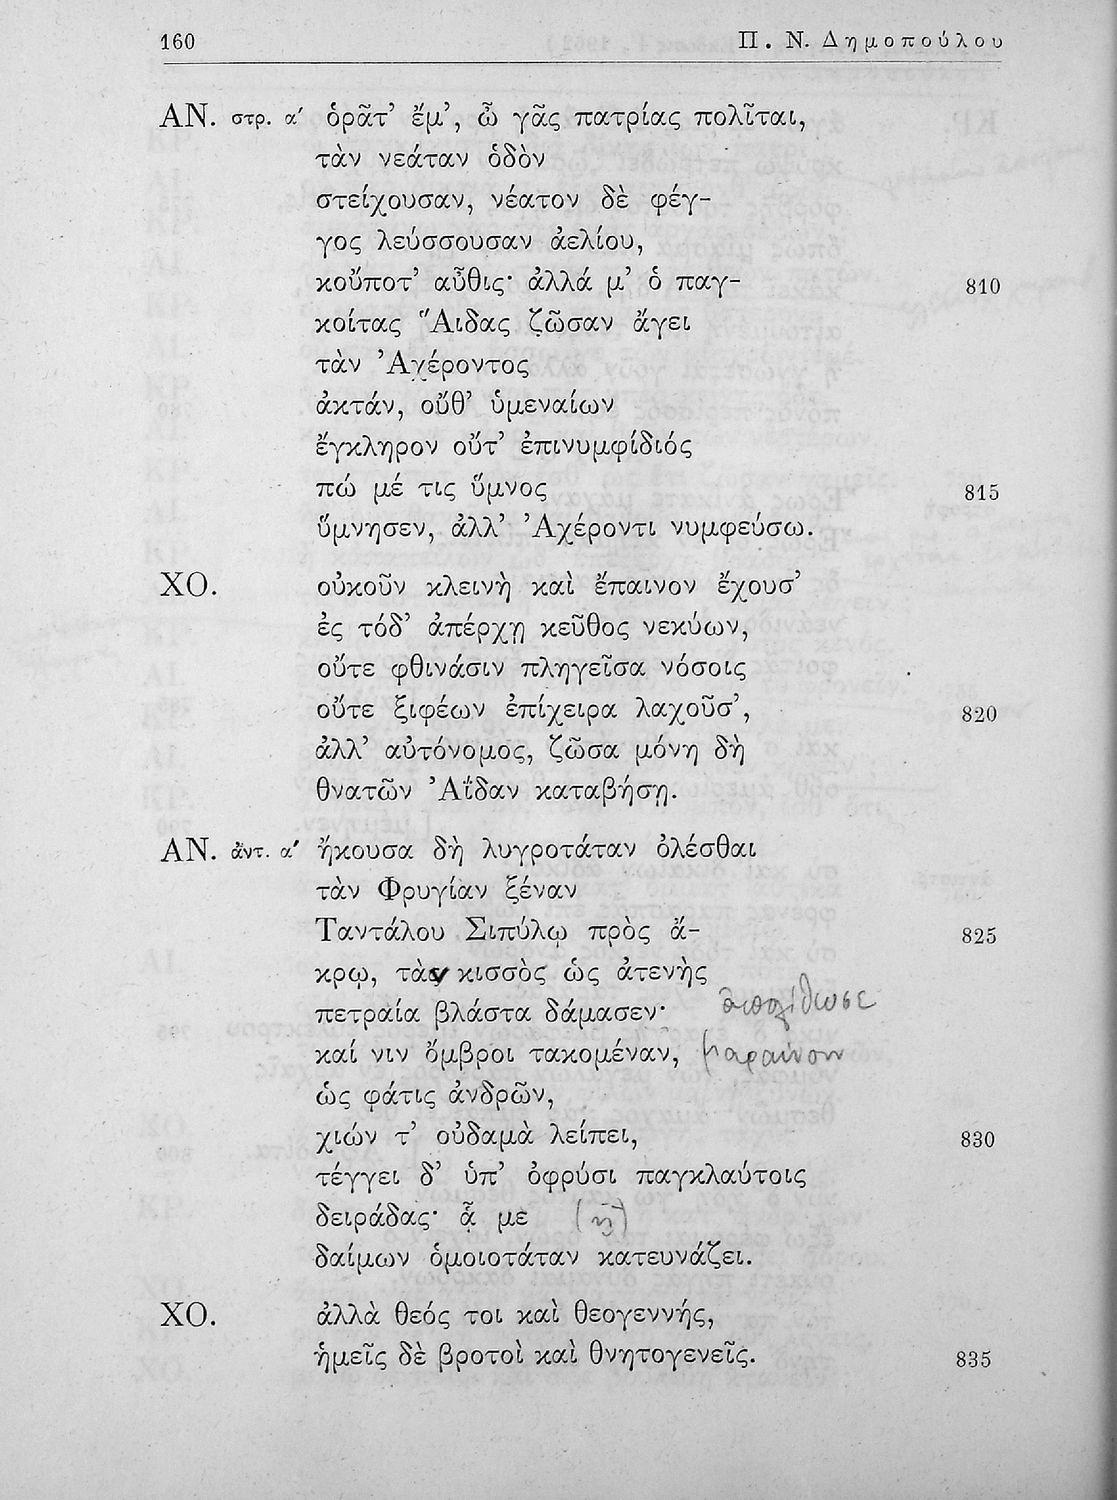 160 Π. Ν. Δημοπούλου
ΑΝ. στρ. α΄ ὁρᾶτ’ ἔμ’, ὦ γᾶς πατρίας πολῖται,
τὰν νεάταν ὁδὸν
στείχουσαν, νέατον δὲ φέγ-
γος λεύσσουσαν ἀελίου,
κοὔποτ’ αὖθις· ἀλλά μ’ ὁ παγ- 810
κοίτας Ἅιδας ζῶσαν ἄγει
τὰν Ἀχέροντος
ἀκτάν, οὔθ’ ὑμεναίων
ἔγκληρον οὔτ’ ἐπινυμφίδιός
πώ μέ τις ὕμνος 815
ὕμνησεν, ἀλλ’ Ἀχέροντι νυμφεύσω.
ΧΟ. οὐκοῦν κλεινὴ καὶ ἔπαινον ἔχουσ’
ἐς τόδ’ ἀπέρχῃ κεῦθος νεκύων,
οὔτε φθινάσιν πληγεῖσα νόσοις
οὔτε ξιφέων ἐπίχειρα λαχοῦσ’, 820
ἀλλ’ αὐτόνομος, ζῶσα μόνη δὴ
θνατῶν Ἀΐδαν καταβήσῃ.
ΑΝ. ἀντ. α΄ ἤκουσα δὴ λυγροτάταν ὀλέσθαι
τὰν Φρυγίαν ξέναν
Ταντάλου Σιπύλῳ πρὸς ἄ- 825
κρῳ, τὰν κισσὸς ὡς ἀτενὴς
πετραία βλάστα δάμασεν· ἀπολίθωσε
καί νιν ὄμβροι τακομέναν, μαραίνουν
ὡς φάτις ἀνδρῶν,
χιών τ’ οὐδαμὰ λείπει, 830
τέγγει δ’ ὑπ’ ὀφρύσι παγκλαύτοις
δειράδας· ᾇ με (ᾗ)
δαίμων ὁμοιοτάταν κατευνάζει.
ΧΟ. ἀλλὰ θεός τοι καὶ θεογεννής,
ἡμεῖς δὲ βροτοὶ καὶ θνητογενεῖς. 835